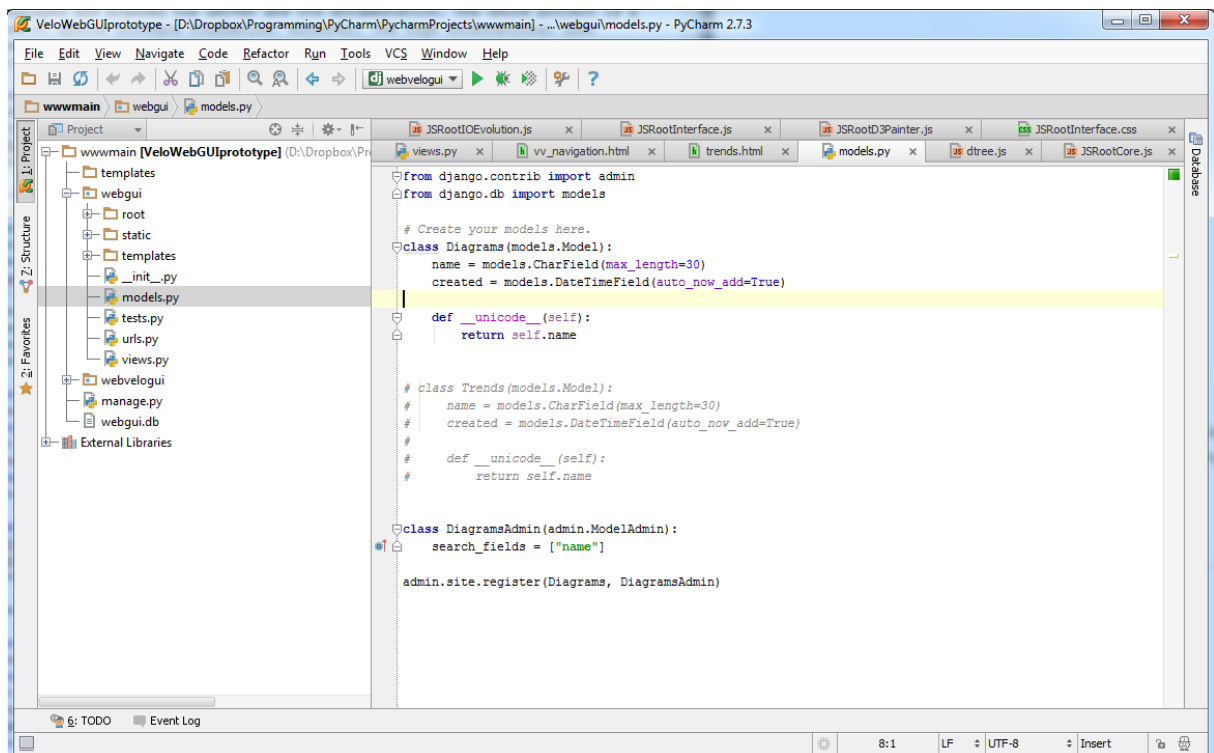 VeloWebGUIprototype - [D:\Dropbox\Programming\PyCharm\PycharmProjects\wwwmain] - ...\webgui\models.py - PyCharm 2.7.3
File Edit View Navigate Code Refactor Run Tools VCS Window Help
webvelogui
wwwmain webgui models.py
1: Project
Z: Structure
2: Favorites
Project
wwwmain [VeloWebGUIprototype] (D:\Dropbox\Pr
templates
webgui
root
static
templates
__init__.py
models.py
tests.py
urls.py
views.py
webvelogui
manage.py
webgui.db
External Libraries
JSRootIOEvolution.js JSRootInterface.js JSRootD3Painter.js JSRootInterface.css
views.py vv_navigation.html trends.html models.py dtree.js JSRootCore.js
from django.contrib import admin
from django.db import models
# Create your models here.
class Diagrams(models.Model):
    name = models.CharField(max_length=30)
    created = models.DateTimeField(auto_now_add=True)
    def __unicode__(self):
        return self.name
# class Trends(models.Model):
#     name = models.CharField(max_length=30)
#     created = models.DateTimeField(auto_now_add=True)
#
#     def __unicode__(self):
#         return self.name
class DiagramsAdmin(admin.ModelAdmin):
    search_fields = ["name"]
admin.site.register(Diagrams, DiagramsAdmin)
Database
6: TODO Event Log
8:1 LF UTF-8 Insert